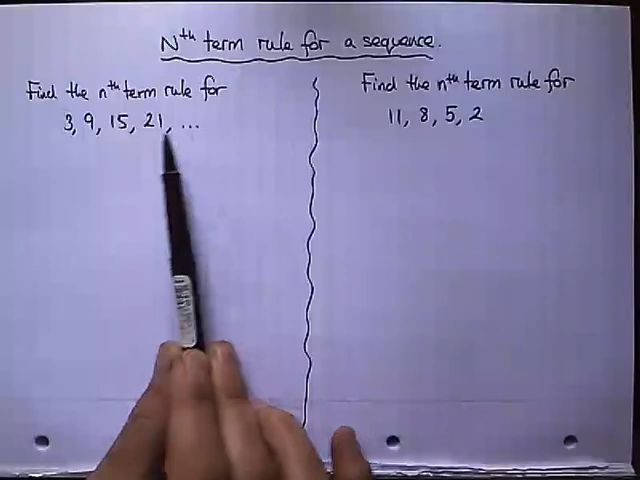 Nth term rule for a sequence.
Find the nth term rule for
3, 9, 15, 21, ...
Find the nth term rule for
11, 8, 5, 2